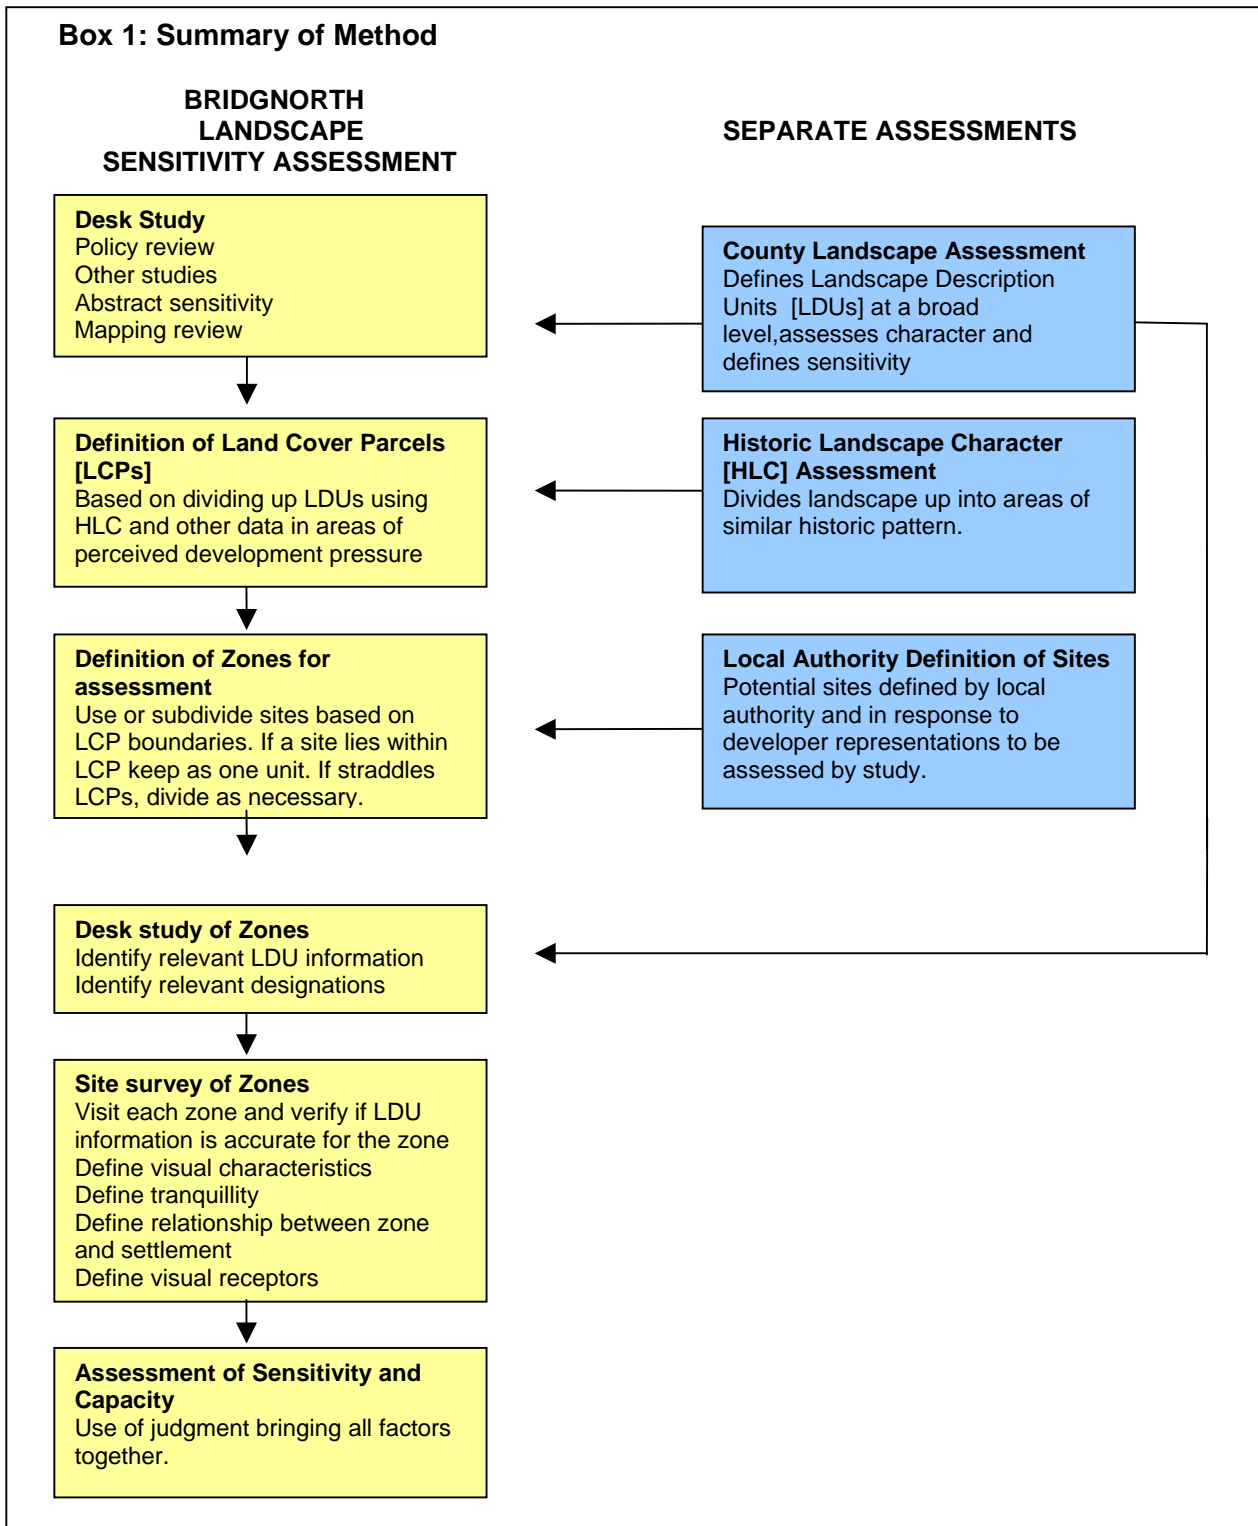 Box 1: Summary of Method
BRIDGNORTH
LANDSCAPE
SENSITIVITY ASSESSMENT
SEPARATE ASSESSMENTS
Desk Study
Policy review
Other studies
Abstract sensitivity
Mapping review
County Landscape Assessment
Defines Landscape Description
Units [LDUs] at a broad
level,assesses character and
defines sensitivity
Definition of Land Cover Parcels
[LCPs]
Based on dividing up LDUs using
HLC and other data in areas of
perceived development pressure
Historic Landscape Character
[HLC] Assessment
Divides landscape up into areas of
similar historic pattern.
Definition of Zones for
assessment
Use or subdivide sites based on
LCP boundaries. If a site lies within
LCP keep as one unit. If straddles
LCPs, divide as necessary.
Local Authority Definition of Sites
Potential sites defined by local
authority and in response to
developer representations to be
assessed by study.
Desk study of Zones
Identify relevant LDU information
Identify relevant designations
Site survey of Zones
Visit each zone and verify if LDU
information is accurate for the zone
Define visual characteristics
Define tranquillity
Define relationship between zone
and settlement
Define visual receptors
Assessment of Sensitivity and
Capacity
Use of judgment bringing all factors
together.